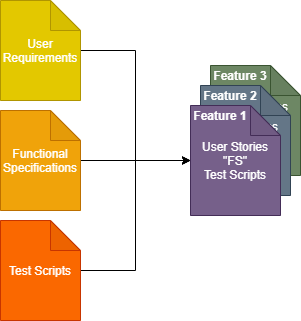 User
Requirements
Functional
Specifications
Test Scripts
Feature 3
Feature 2
Feature 1
User Stories
"FS"
Test Scripts